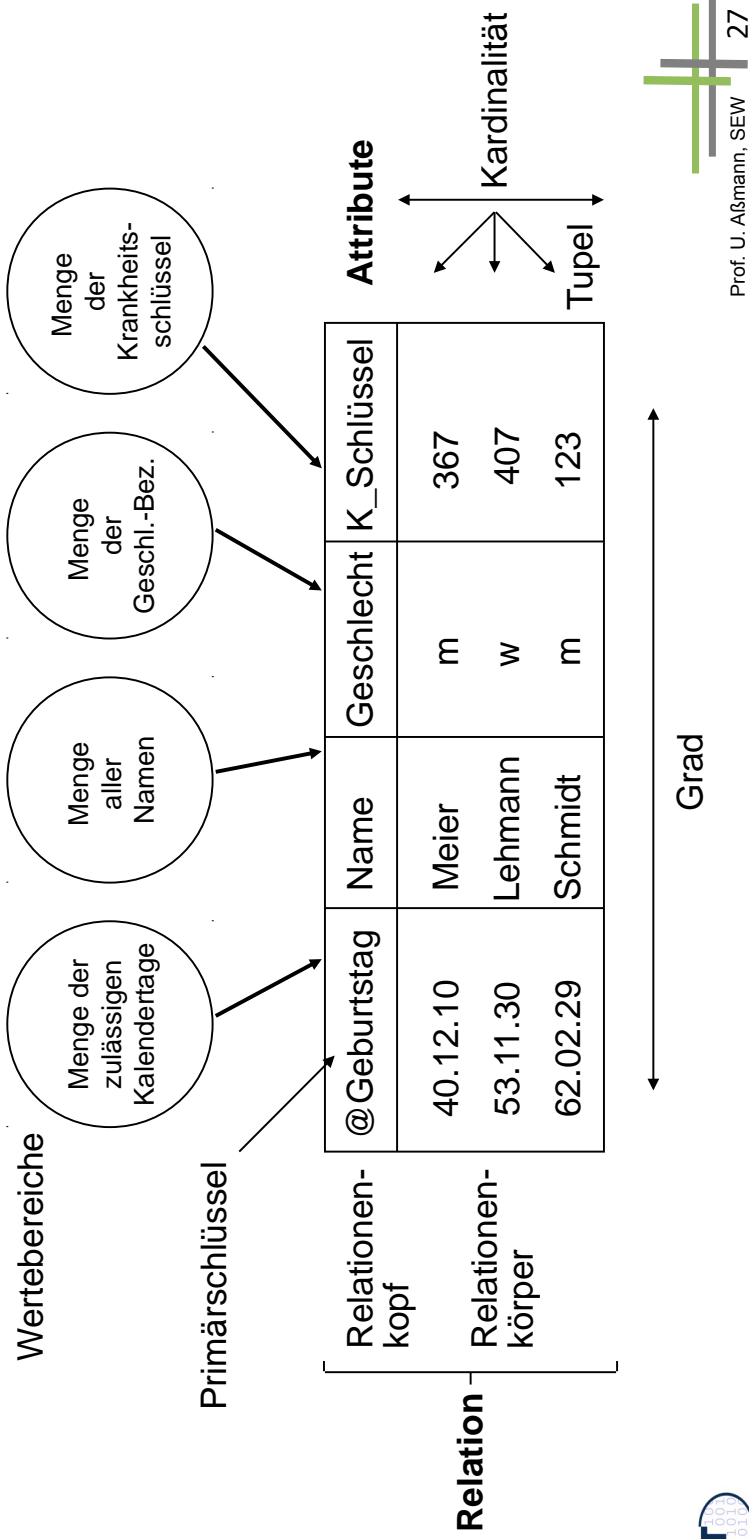 Wertebereiche
Menge der
zulässigen
Kalendertage
Menge
aller
Namen
Menge
der
Geschl.-Bez.
Menge
der
Krankheits-
schlüssel
Primärschlüssel
Relation
Relationen-
kopf
@Geburtstag Name Geschlecht K_Schlüssel
Attribute
Relationen-
körper
40.12.10 Meier m 367
53.11.30 Lehmann w 407
62.02.29 Schmidt m 123
Kardinalität
Tupel
Grad
Prof. U. Aßmann, SEW 27